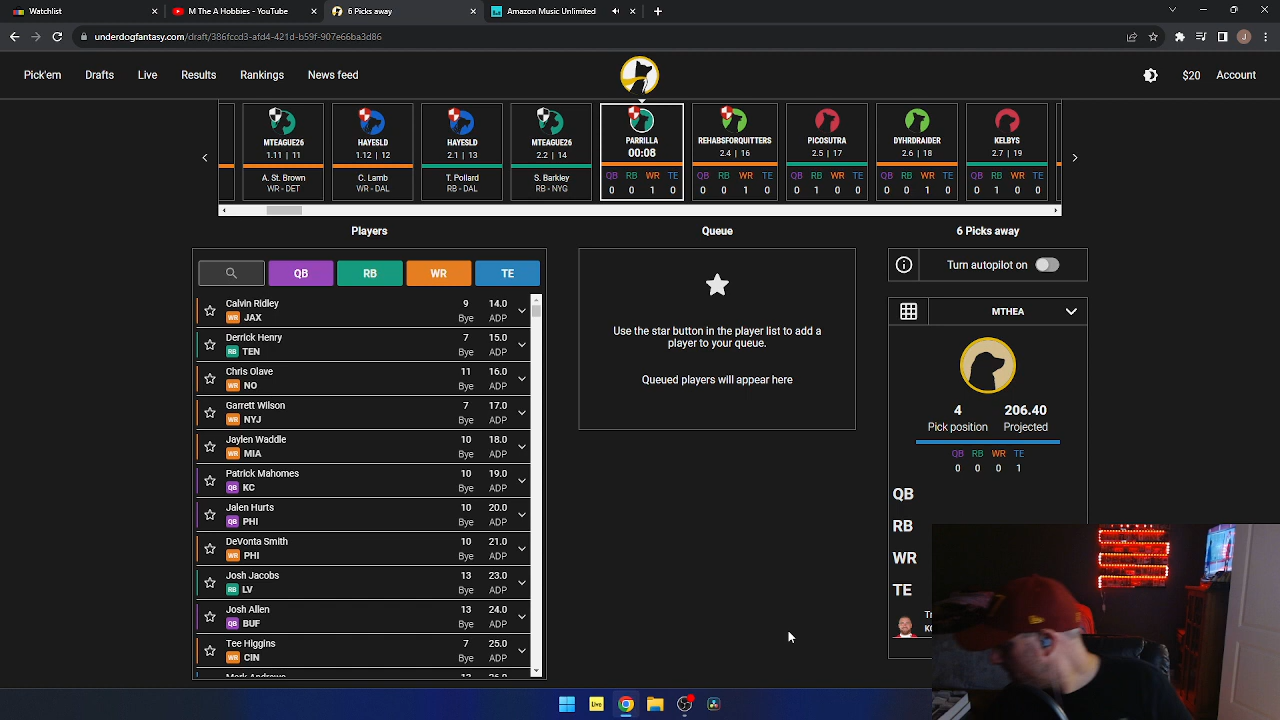 Watchlist
M The A Hobbies - YouTube
6 Picks away
Amazon Music Unlimited
underdogfantasy.com/draft/386fccd3-afd4-421d-b59f-907e66ba3d86
J
Pick'em
Drafts
Live
Results
Rankings
News feed
$20
Account
MTEAGUE26
1.11 | 11
A. St. Brown
WR - DET
HAYESLD
1.12 | 12
C. Lamb
WR - DAL
HAYESLD
2.1 | 13
T. Pollard
RB - DAL
MTEAGUE26
2.2 | 14
S. Barkley
RB - NYG
PARRILLA
00:08
QB RB WR TE
0 0 1 0
REHABSFORQUITTERS
2.4 | 16
QB RB WR TE
0 0 1 0
PICOSUTRA
2.5 | 17
QB RB WR TE
0 1 0 0
DYHRDRAIDER
2.6 | 18
QB RB WR TE
0 0 1 0
KELBYS
2.7 | 19
QB RB WR TE
0 1 0 0
Players
QB
RB
WR
TE
Calvin Ridley 9 14.0
WR JAX Bye ADP
Derrick Henry 7 15.0
RB TEN Bye ADP
Chris Olave 11 16.0
WR NO Bye ADP
Garrett Wilson 7 17.0
WR NYJ Bye ADP
Jaylen Waddle 10 18.0
WR MIA Bye ADP
Patrick Mahomes 10 19.0
QB KC Bye ADP
Jalen Hurts 10 20.0
QB PHI Bye ADP
DeVonta Smith 10 21.0
WR PHI Bye ADP
Josh Jacobs 13 23.0
RB LV Bye ADP
Josh Allen 13 24.0
QB BUF Bye ADP
Tee Higgins 7 25.0
WR CIN Bye ADP
Queue
Use the star button in the player list to add a
player to your queue.
Queued players will appear here
6 Picks away
Turn autopilot on
MTHEA
4 206.40
Pick position Projected
QB RB WR TE
0 0 0 1
QB
RB
WR
TE
Live